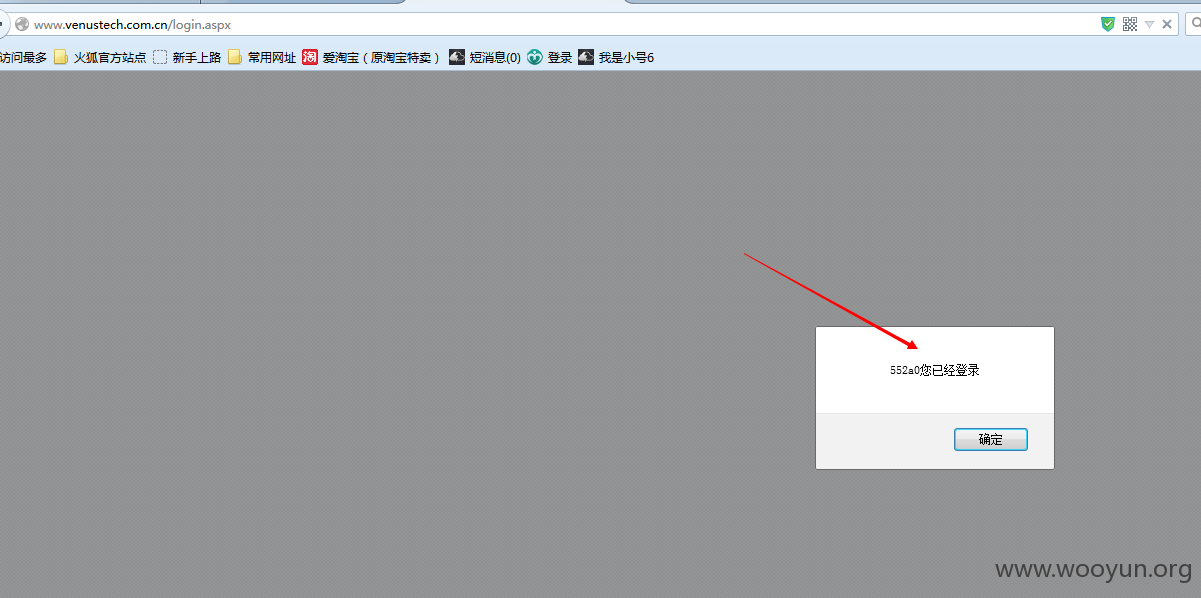 www.venustech.com.cn/login.aspx
访问最多 火狐官方站点 新手上路 常用网址 淘 爱淘宝（原淘宝特卖） 短消息(0) 登录 我是小号6
552a0您已经登录
确定
www.wooyun.org